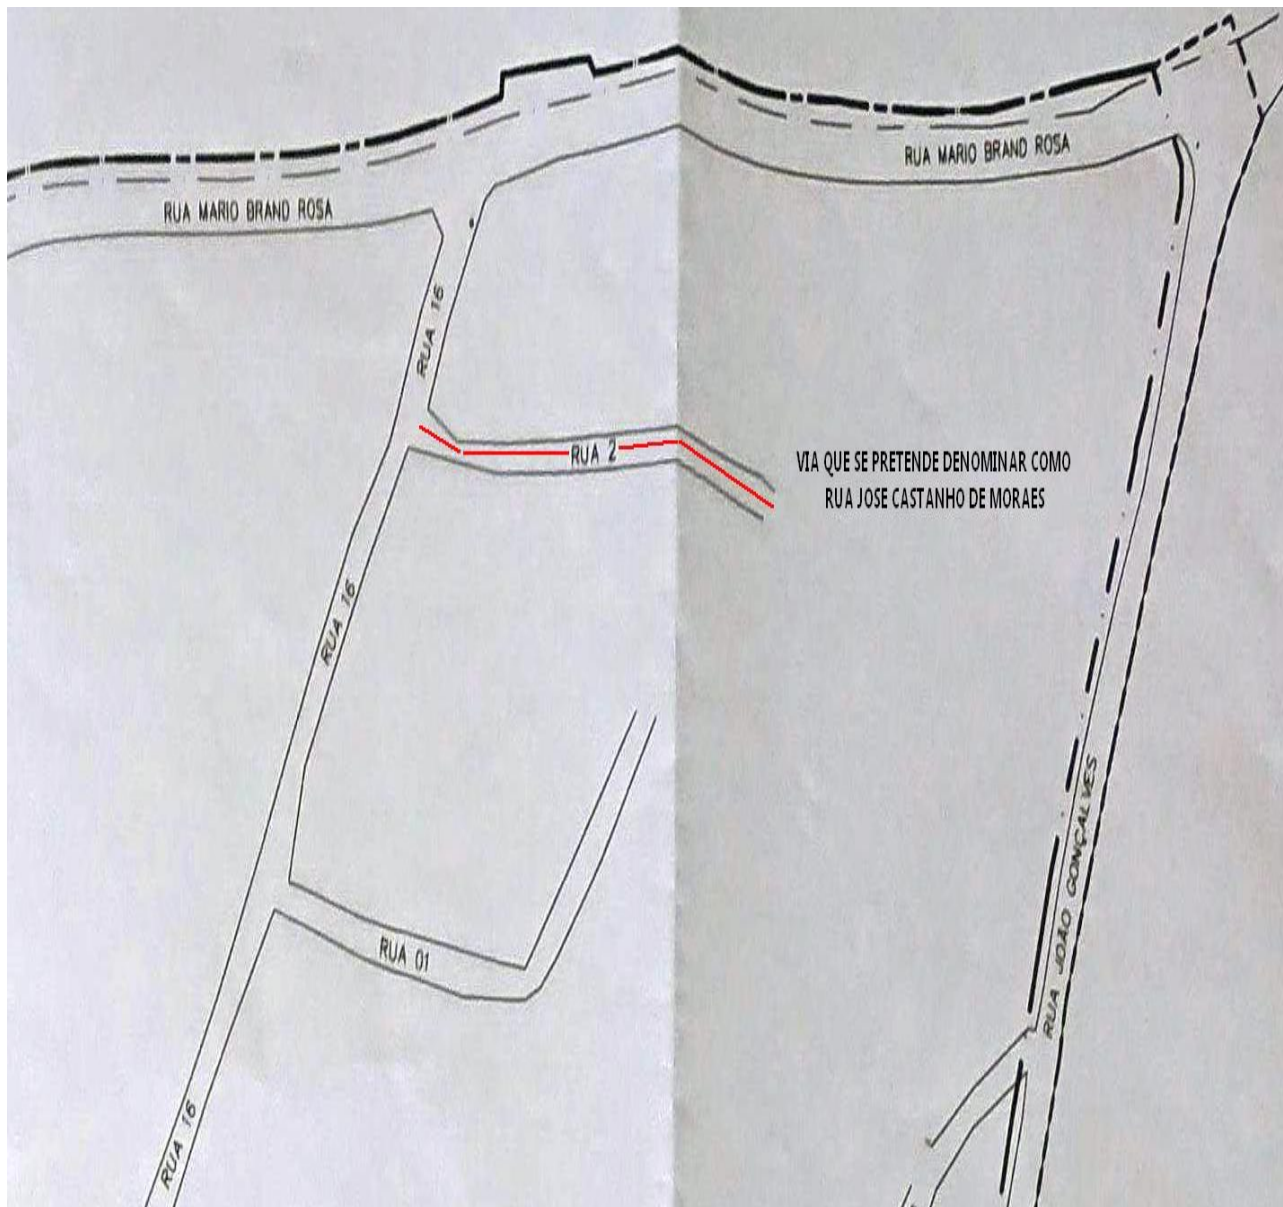 RUA MARIO BRAND ROSA
RUA MARIO BRAND ROSA
RUA 16
RUA 2
VIA QUE SE PRETENDE DENOMINAR COMO
RUA JOSE CASTANHO DE MORAES
RUA 16
RUA JOÃO GONÇALVES
RUA 01
RUA 16